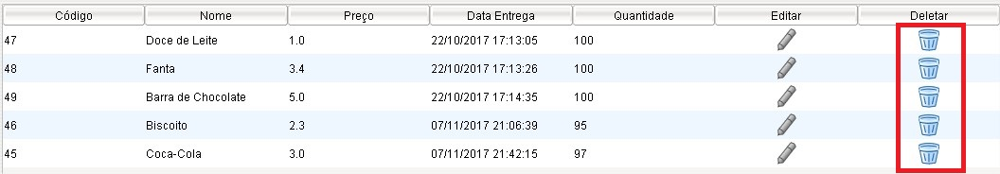 Código Nome Preço Data Entrega Quantidade Editar Deletar
47 Doce de Leite 1.0 22/10/2017 17:13:05 100
48 Fanta 3.4 22/10/2017 17:13:26 100
49 Barra de Chocolate 5.0 22/10/2017 17:14:35 100
46 Biscoito 2.3 07/11/2017 21:06:39 95
45 Coca-Cola 3.0 07/11/2017 21:42:15 97